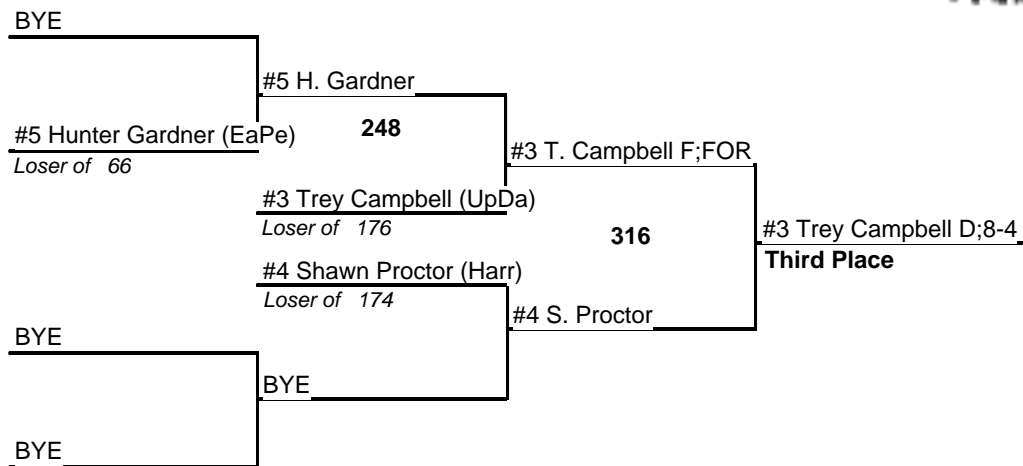 BYE
#5 H. Gardner
#5 Hunter Gardner (EaPe)
248
Loser of 66
#3 T. Campbell F;FOR
#3 Trey Campbell (UpDa)
Loser of 176
316
#3 Trey Campbell D;8-4
Third Place
#4 Shawn Proctor (Harr)
Loser of 174
#4 S. Proctor
BYE
BYE
BYE